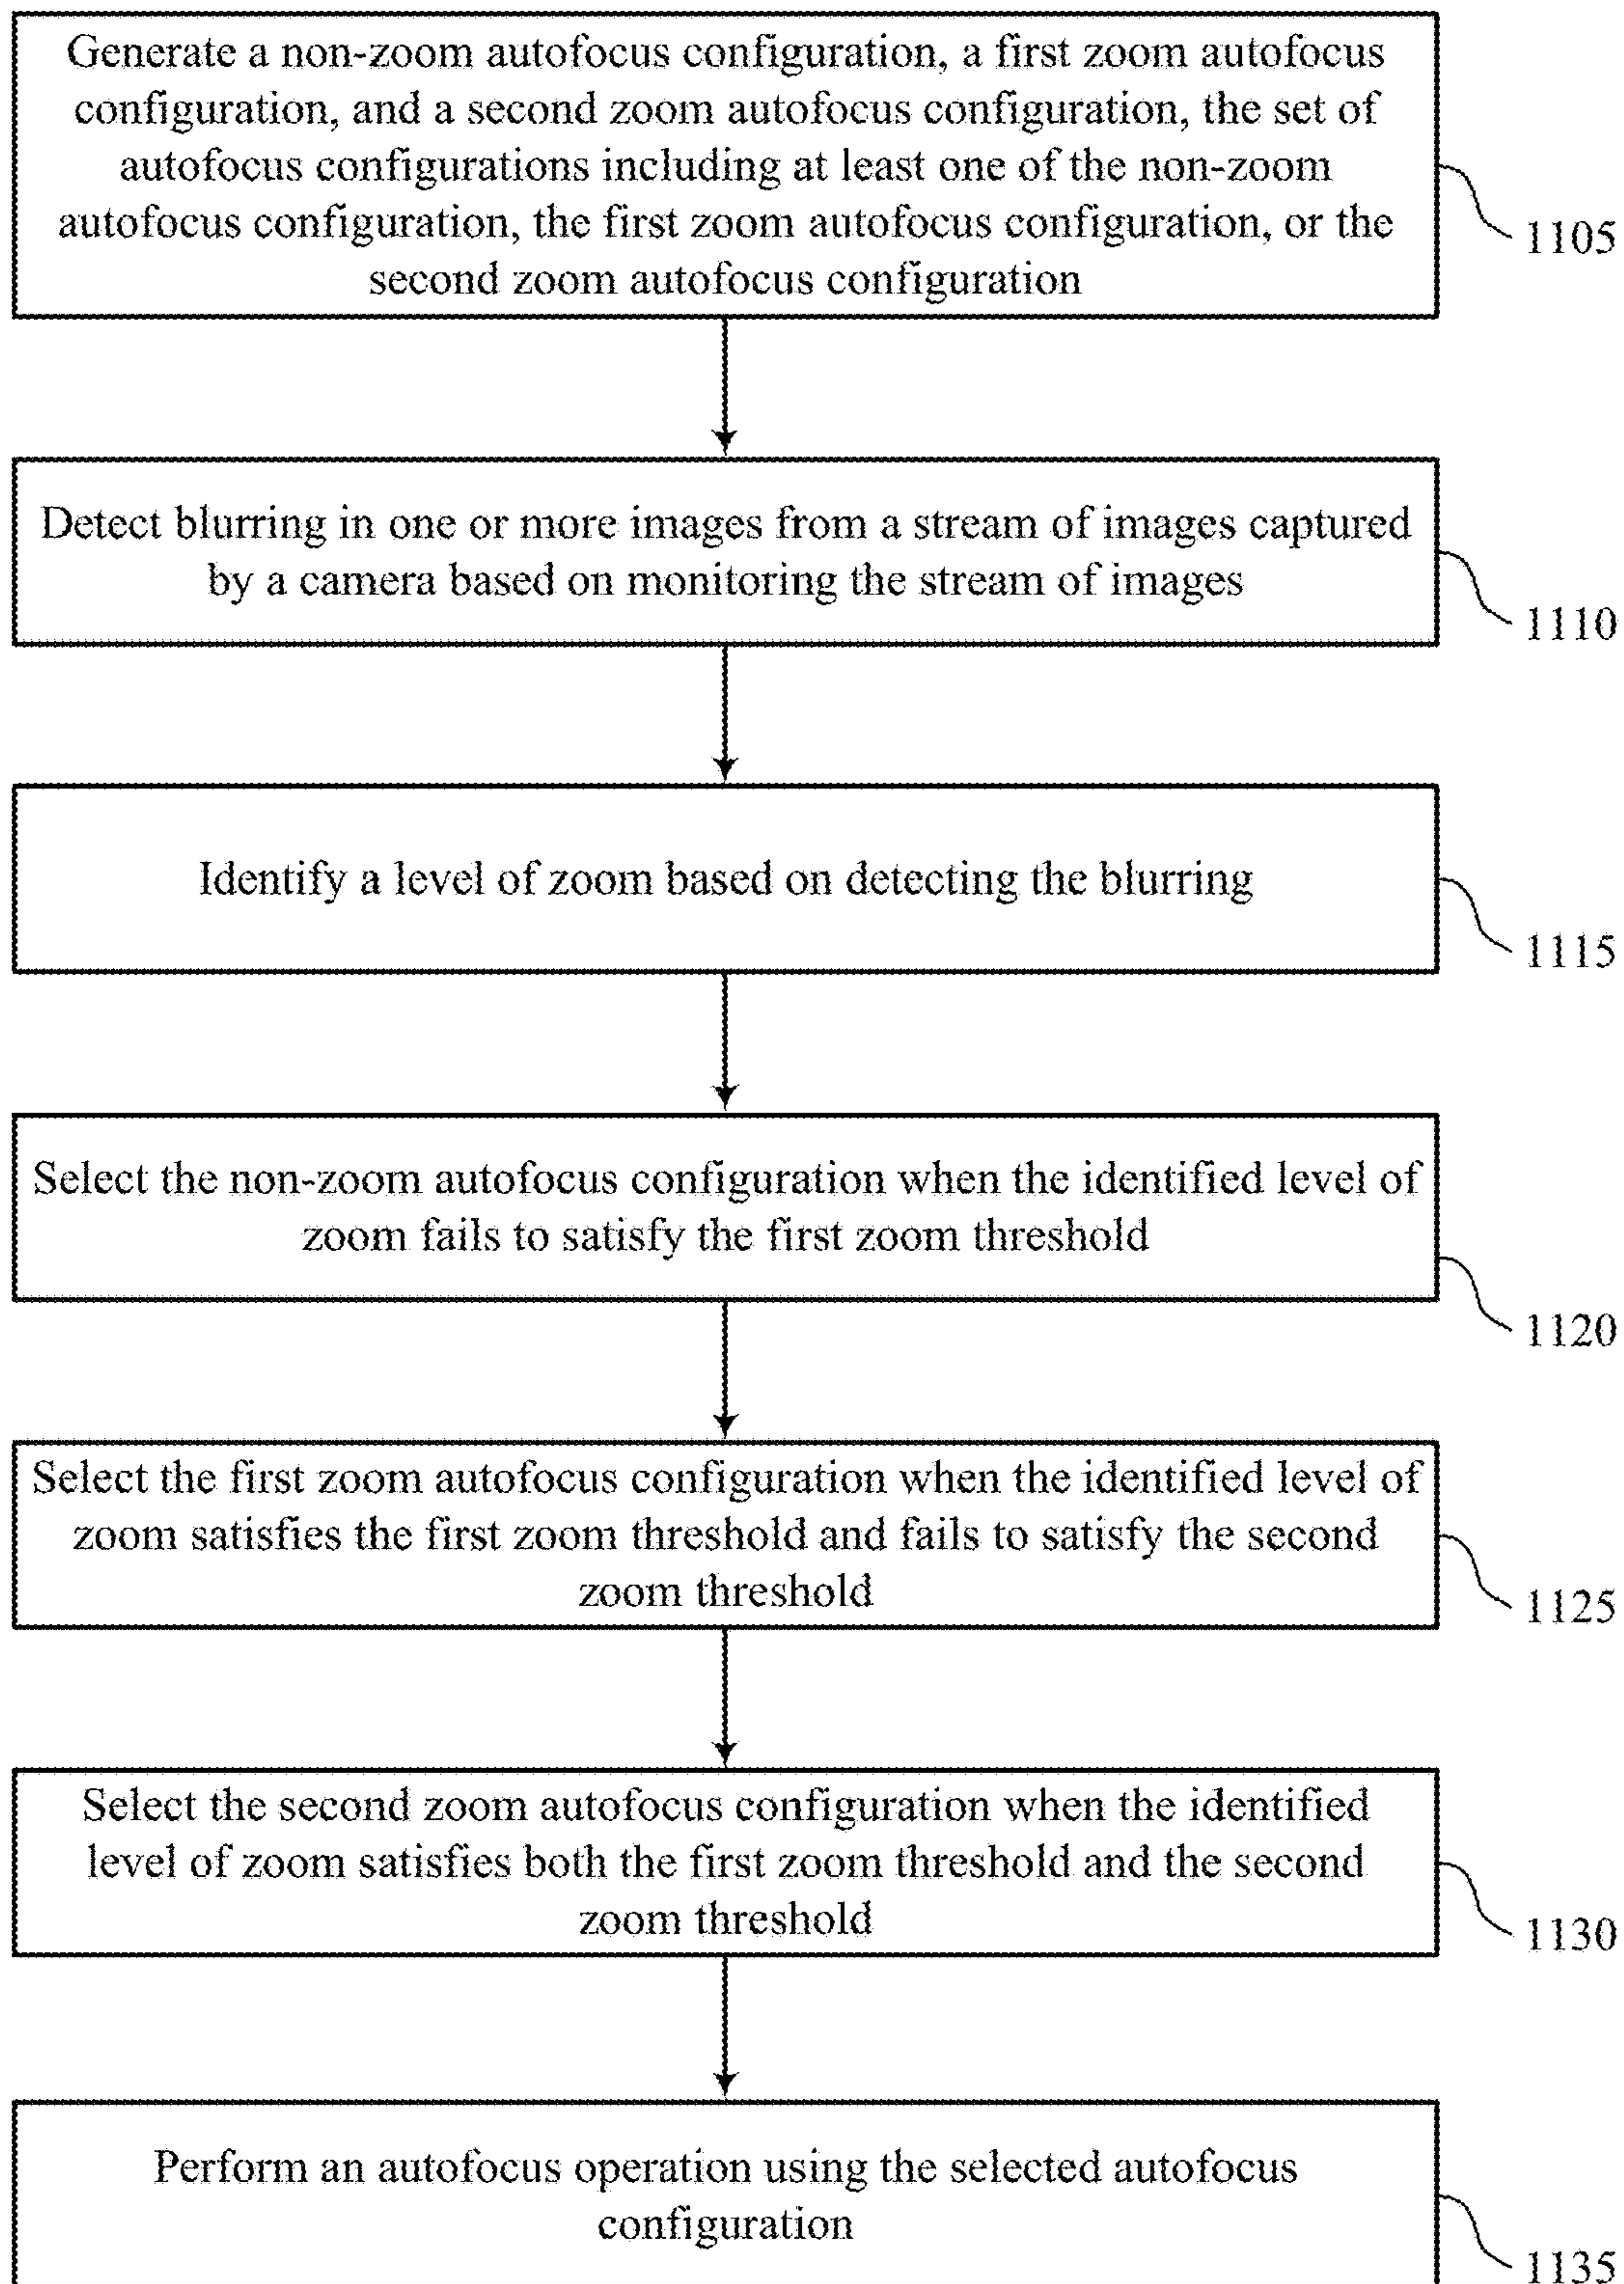 Generate a non-zoom autofocus configuration, a first zoom autofocus
configuration, and a second zoom autofocus configuration, the set of
autofocus configurations including at least one of the non-zoom
autofocus configuration, the first zoom autofocus configuration, or the
second zoom autofocus configuration
1105
Detect blurring in one or more images from a stream of images captured
by a camera based on monitoring the stream of images
1110
Identify a level of zoom based on detecting the blurring
1115
Select the non-zoom autofocus configuration when the identified level of
zoom fails to satisfy the first zoom threshold
1120
Select the first zoom autofocus configuration when the identified level of
zoom satisfies the first zoom threshold and fails to satisfy the second
zoom threshold
1125
Select the second zoom autofocus configuration when the identified
level of zoom satisfies both the first zoom threshold and the second
zoom threshold
1130
Perform an autofocus operation using the selected autofocus
configuration
1135